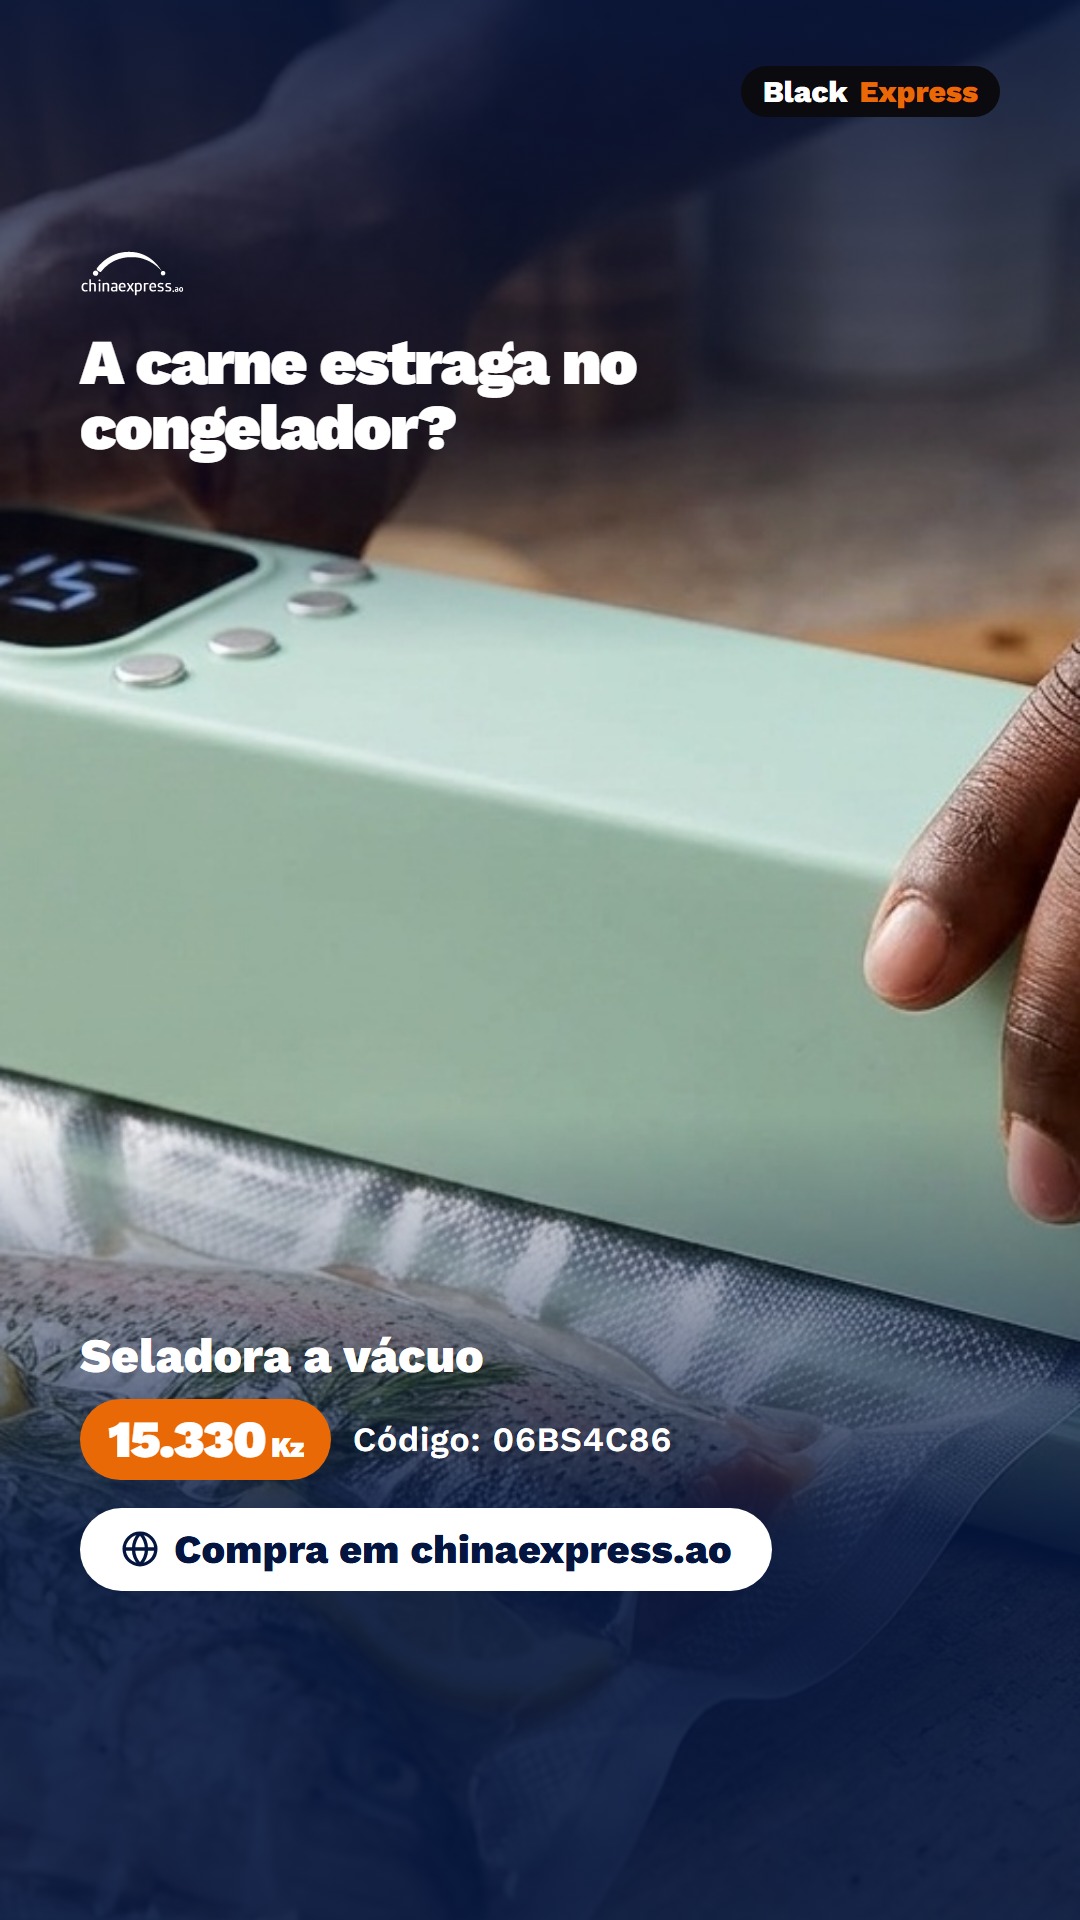 Black Express
chinaexpress.ao
A carne estraga no
congelador?
15
Seladora a vácuo
15.330 Kz
Código: 06BS4C86
Compra em chinaexpress.ao